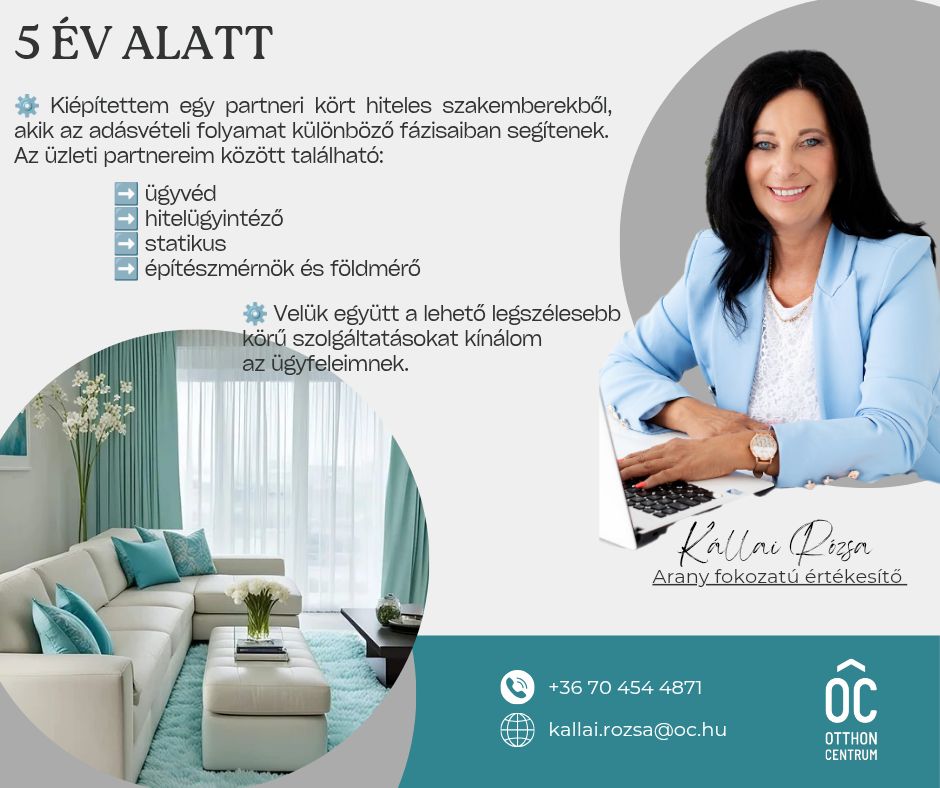 5 ÉV ALATT
⚙️ Kiépítettem egy partneri kört hiteles szakemberekből,
akik az adásvételi folyamat különböző fázisaiban segítenek.
Az üzleti partnereim között található:
➡️ ügyvéd
➡️ hitelügyintéző
➡️ statikus
➡️ építészmérnök és földmérő
⚙️ Velük együtt a lehető legszélesebb
körű szolgáltatásokat kínálom
az ügyfeleimnek.
Kállai Rózsa
Arany fokozatú értékesítő
+36 70 454 4871
kallai.rozsa@oc.hu
OC
OTTHON
CENTRUM